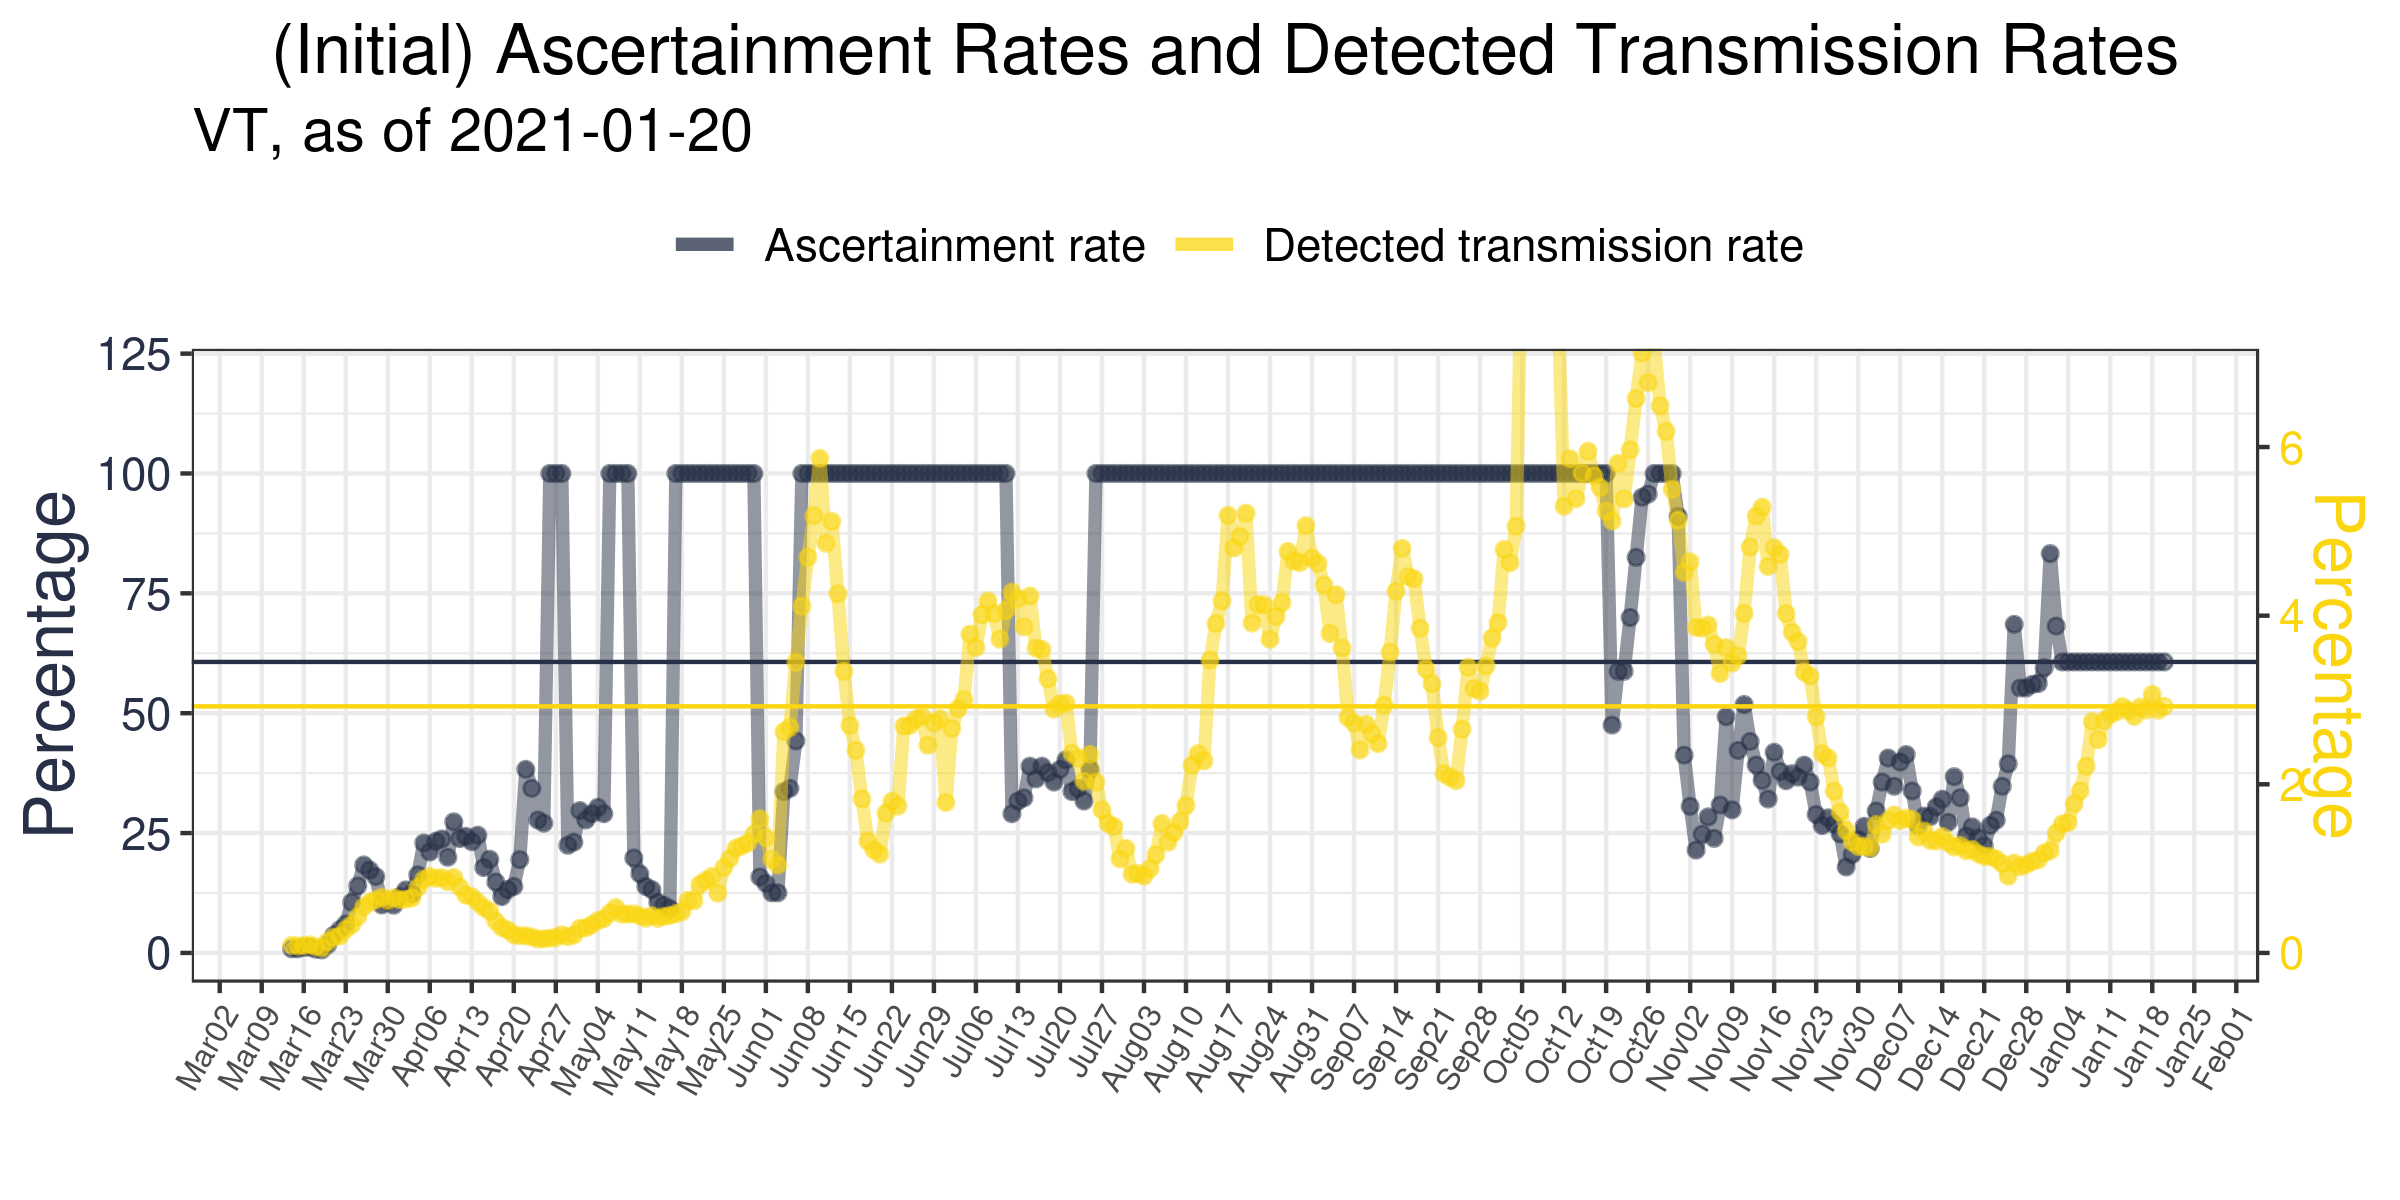 (Initial) Ascertainment Rates and Detected Transmission Rates
VT, as of 2021-01-20
Ascertainment rate
Detected transmission rate
Percentage
125
100
75
50
25
0
6
4
2
0
Percentage
Mar02
Mar09
Mar16
Mar23
Mar30
Apr06
Apr13
Apr20
Apr27
May04
May11
May18
May25
Jun01
Jun08
Jun15
Jun22
Jun29
Jul06
Jul13
Jul20
Jul27
Aug03
Aug10
Aug17
Aug24
Aug31
Sep07
Sep14
Sep21
Sep28
Oct05
Oct12
Oct19
Oct26
Nov02
Nov09
Nov16
Nov23
Nov30
Dec07
Dec14
Dec21
Dec28
Jan04
Jan11
Jan18
Jan25
Feb01